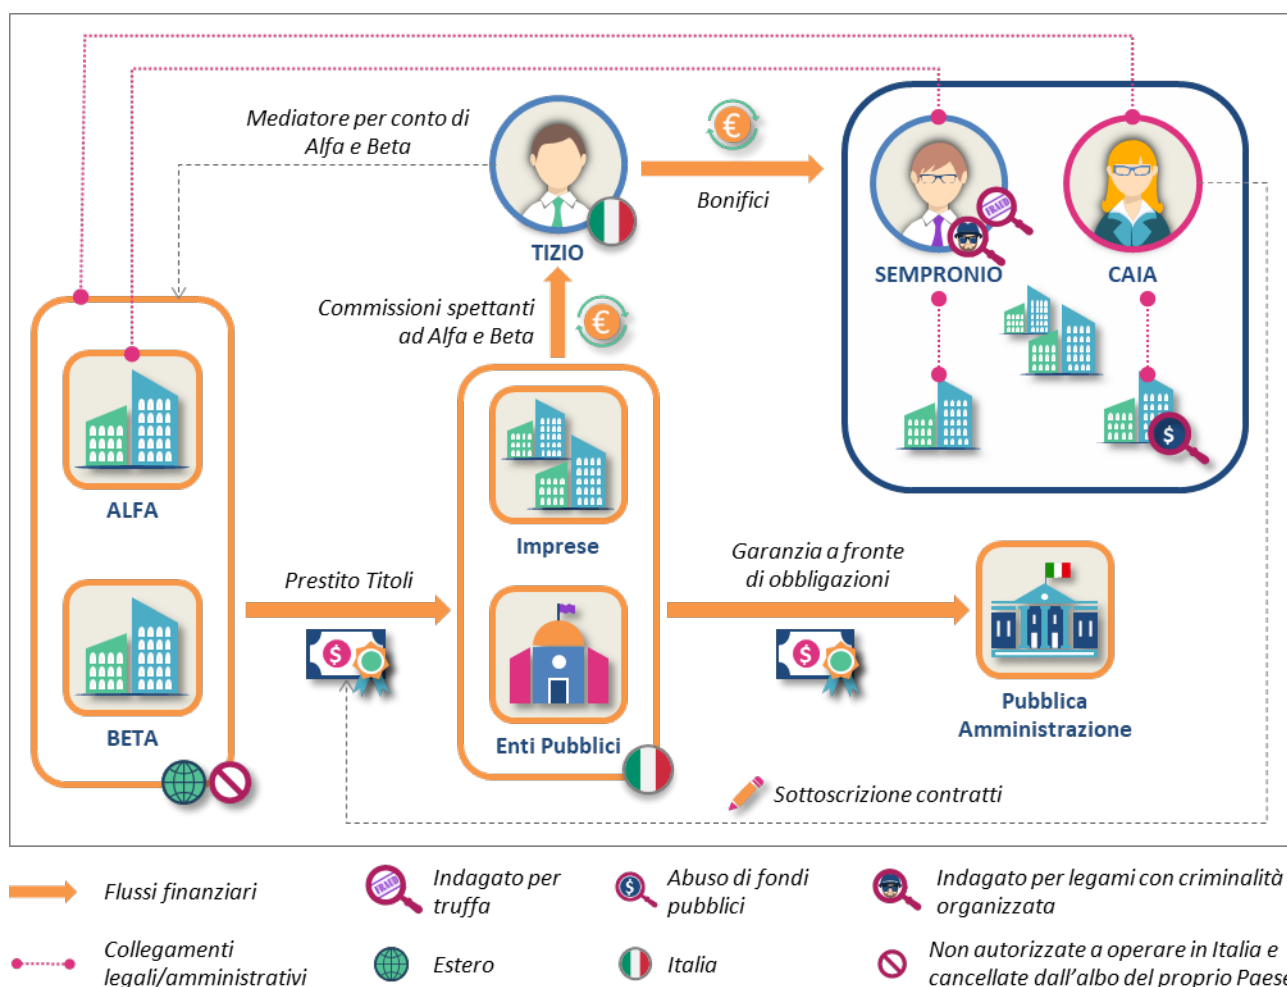 Mediatore per conto di
Alfa e Beta
TIZIO
Bonifici
FRAUD
SEMPRONIO
CAIA
Commissioni spettanti
ad Alfa e Beta
ALFA
BETA
Prestito Titoli
Imprese
Enti Pubblici
Garanzia a fronte
di obbligazioni
Pubblica
Amministrazione
Sottoscrizione contratti
Flussi finanziari
FRAUD
Indagato per
truffa
Abuso di fondi
pubblici
Indagato per legami con criminalità
organizzata
Collegamenti
legali/amministrativi
Estero
Italia
Non autorizzate a operare in Italia e
cancellate dall'albo del proprio Paese